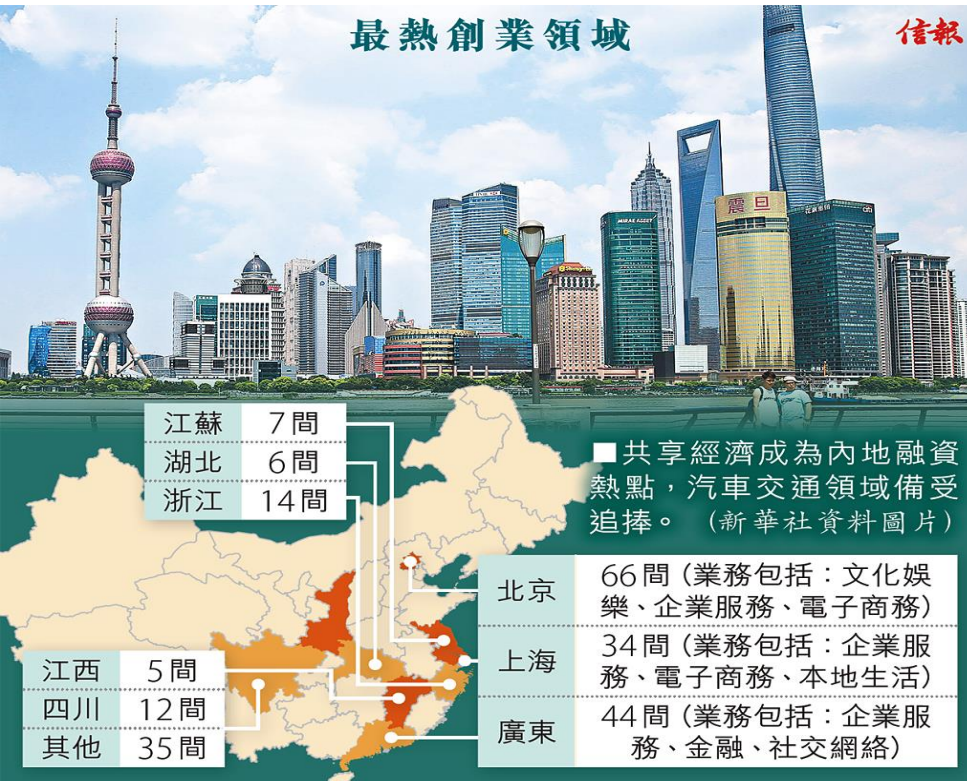 最熱創業領域
信報
震旦
MIRAE ASSET
citi
江蘇 7間
湖北 6間
浙江 14間
■共享經濟成為內地融資
熱點,汽車交通領域備受
追捧。 (新華社資料圖片)
北京 66間(業務包括:文化娛
樂、企業服務、電子商務)
上海 34間(業務包括:企業服
務、電子商務、本地生活)
廣東 44間(業務包括:企業服
務、金融、社交網絡)
江西 5間
四川 12間
其他 35間